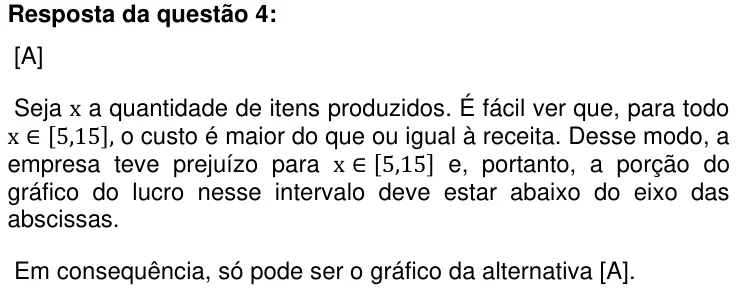 Resposta da questão 4:
[A]
Seja x a quantidade de itens produzidos. É fácil ver que, para todo
x ∈ [5,15], o custo é maior do que ou igual à receita. Desse modo, a
empresa teve prejuízo para x ∈ [5,15] e, portanto, a porção do
gráfico do lucro nesse intervalo deve estar abaixo do eixo das
abscissas.
Em consequência, só pode ser o gráfico da alternativa [A].